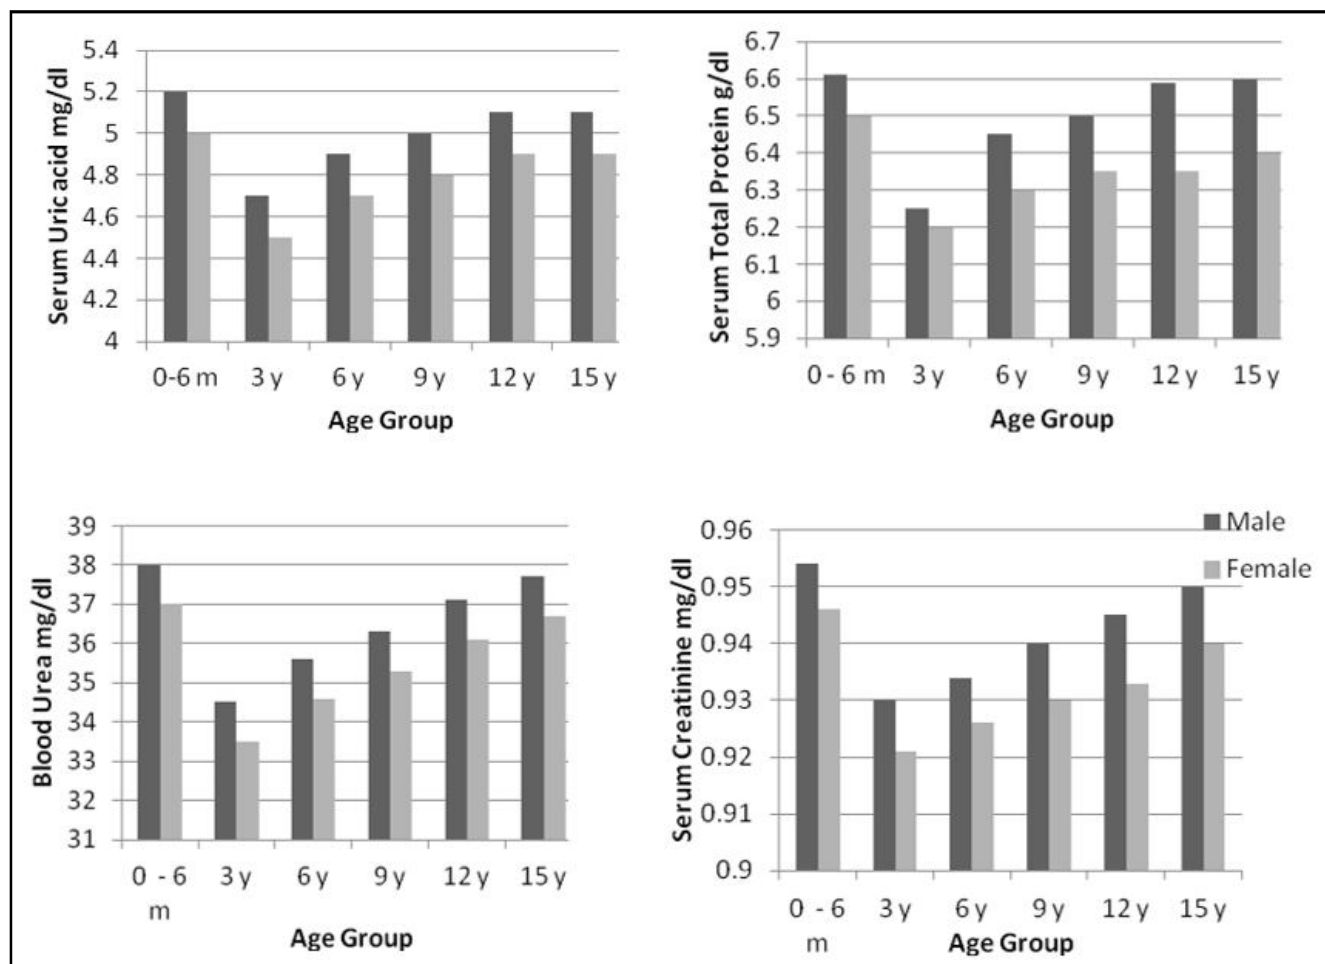 Serum Uric acid mg/dl
5.4
5.2
5
4.8
4.6
4.4
4.2
4
0-6 m 3 y 6 y 9 y 12 y 15 y
Age Group
Serum Total Protein g/dl
6.7
6.6
6.5
6.4
6.3
6.2
6.1
6
5.9
0 - 6 m 3 y 6 y 9 y 12 y 15 y
Age Group
Blood Urea mg/dl
39
38
37
36
35
34
33
32
31
0 - 6 3 y 6 y 9 y 12 y 15 y
m
Age Group
Serum Creatinine mg/dl
0.96
0.95
0.94
0.93
0.92
0.91
0.9
0 - 6 3 y 6 y 9 y 12 y 15 y
m
Age Group
Male
Female